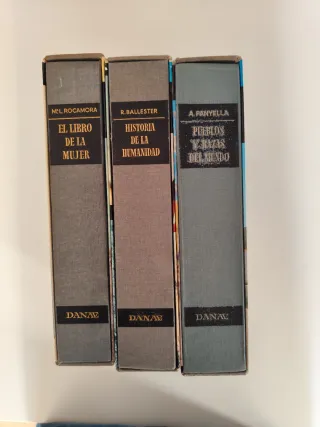 Mᵉ L. ROCAMORA
EL LIBRO
DE LA
MUJER
DANAE
R. BALLESTER
HISTORIA
DE LA
HUMANIDAD
DANAE
A. PANYELLA
PUEBLOS
Y RAZAS
DEL MUNDO
DANAE